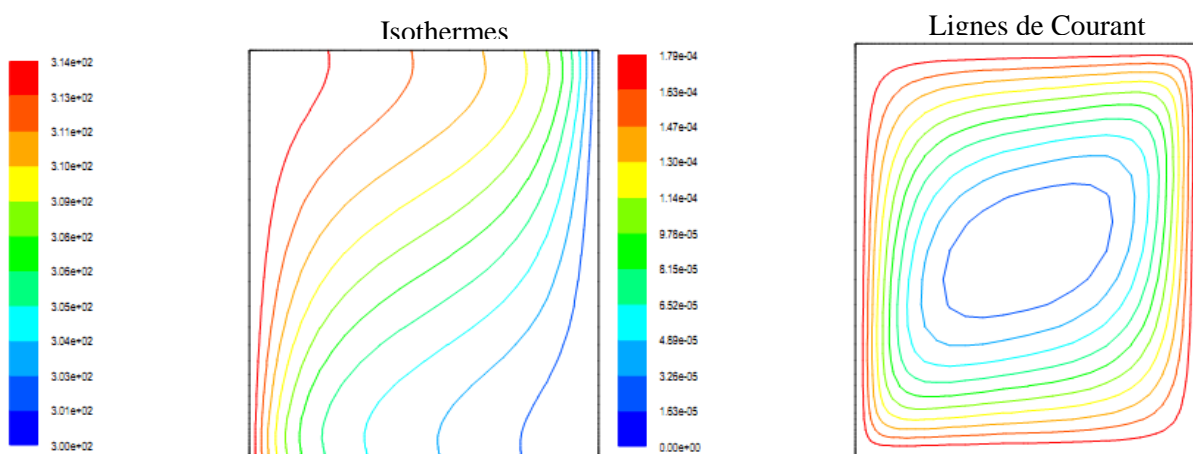 Isothermes
Lignes de Courant
3.14e+02
3.13e+02
3.11e+02
3.10e+02
3.09e+02
3.08e+02
3.06e+02
3.05e+02
3.04e+02
3.03e+02
3.01e+02
3.00e+02
1.79e-04
1.63e-04
1.47e-04
1.30e-04
1.14e-04
9.78e-05
8.15e-05
6.52e-05
4.89e-05
3.26e-05
1.63e-05
0.00e+00